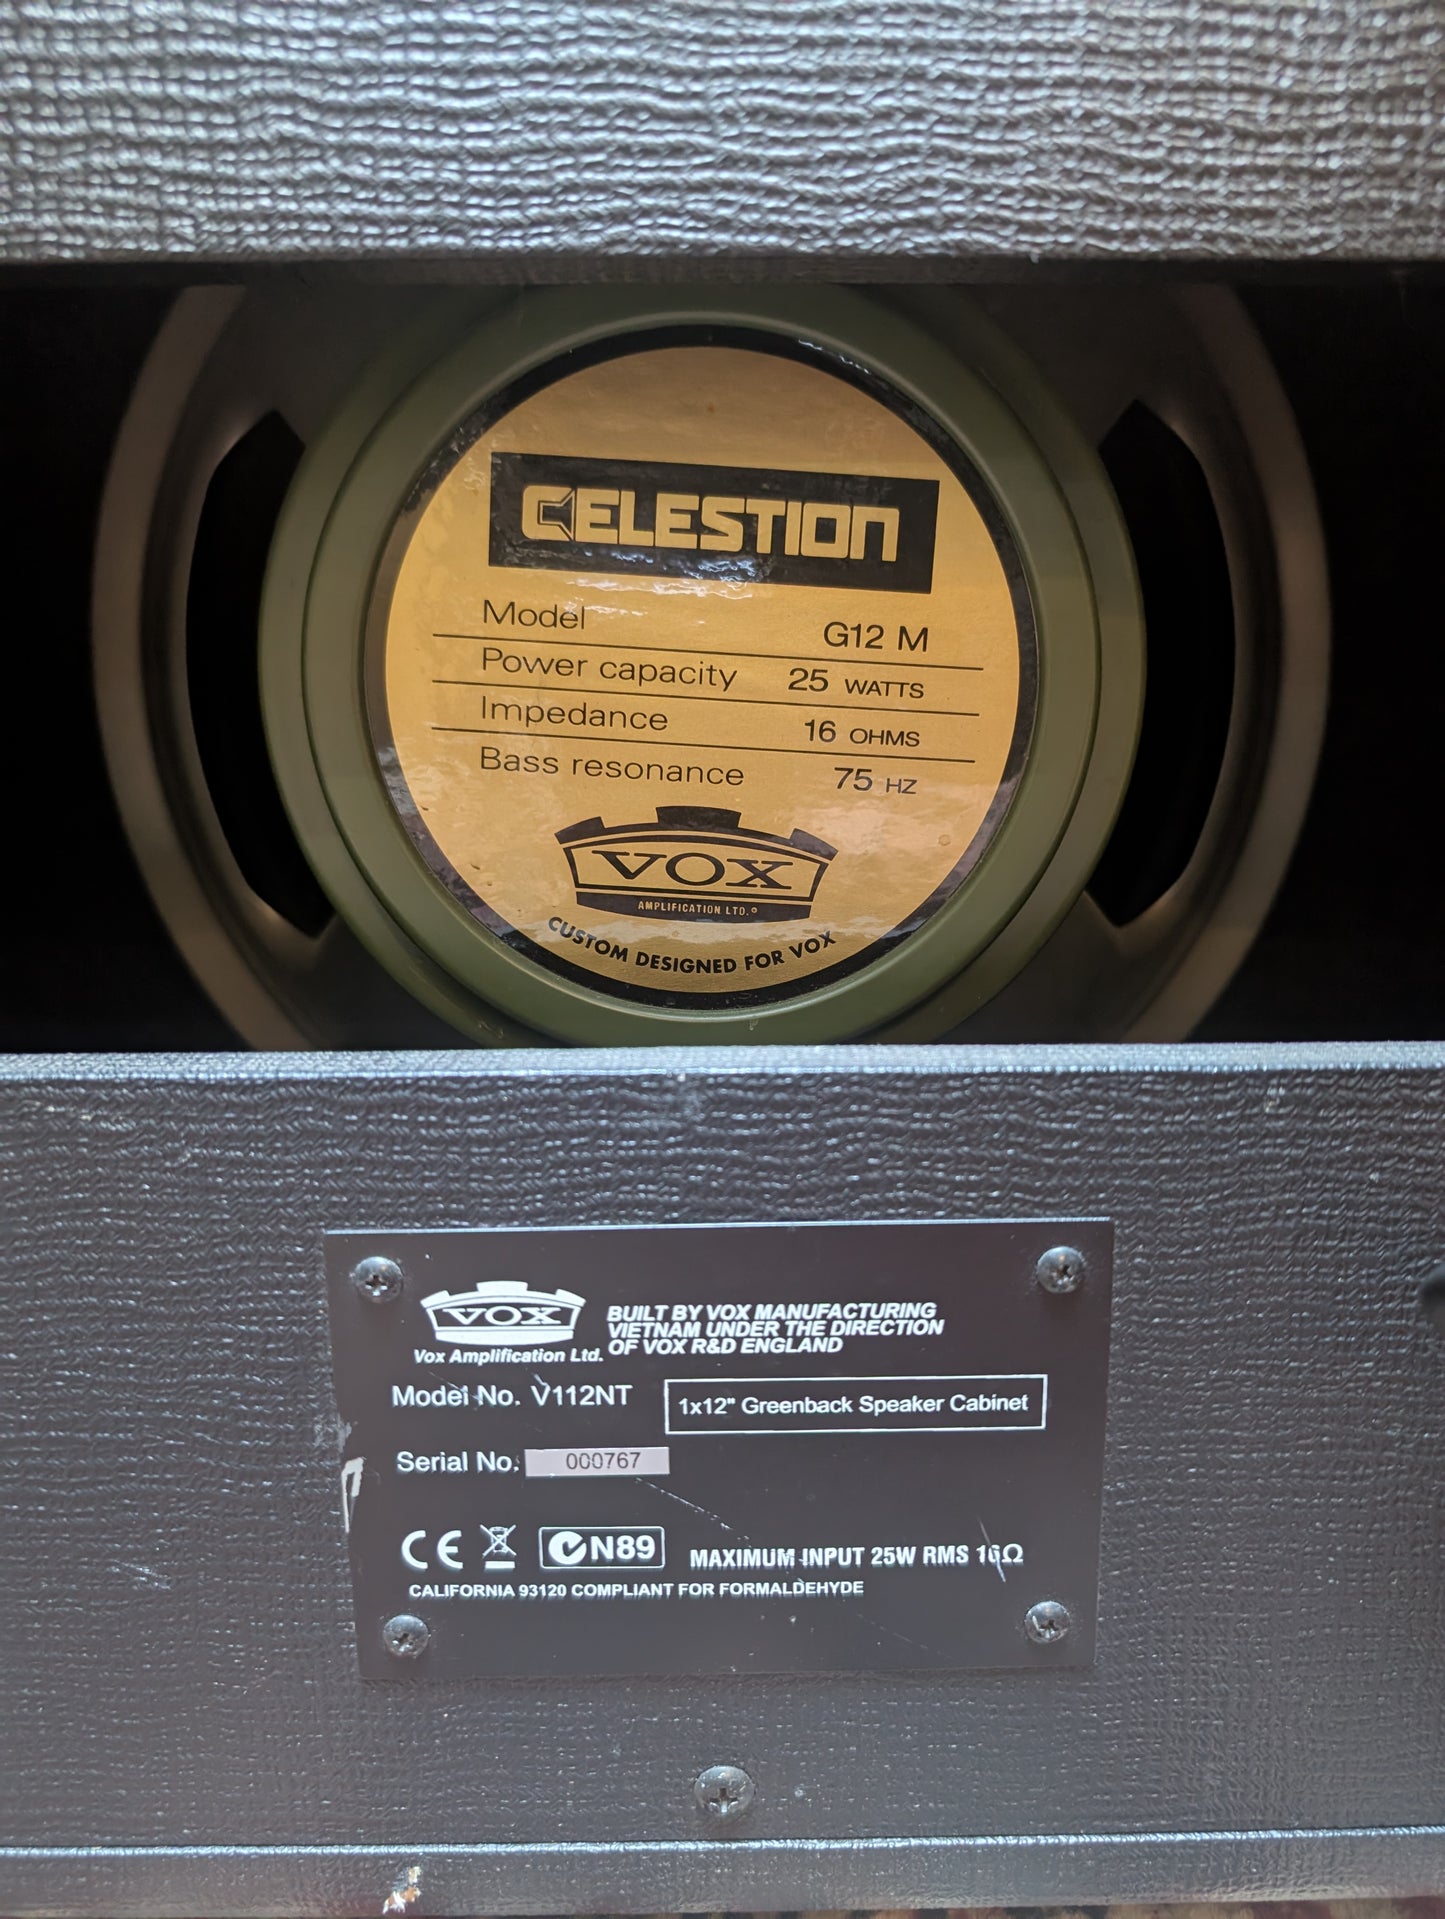 CELESTION
Model G12 M
Power capacity 25 WATTS
Impedance 16 OHMS
Bass resonance 75 HZ
VOX
AMPLIFICATION LTD.®
CUSTOM DESIGNED FOR VOX
VOX
Vox Amplification Ltd.
BUILT BY VOX MANUFACTURING
VIETNAM UNDER THE DIRECTION
OF VOX R&D ENGLAND
Model No. V112NT
1x12" Greenback Speaker Cabinet
Serial No. 000767
CE N89 MAXIMUM INPUT 25W RMS 16Ω
CALIFORNIA 93120 COMPLIANT FOR FORMALDEHYDE